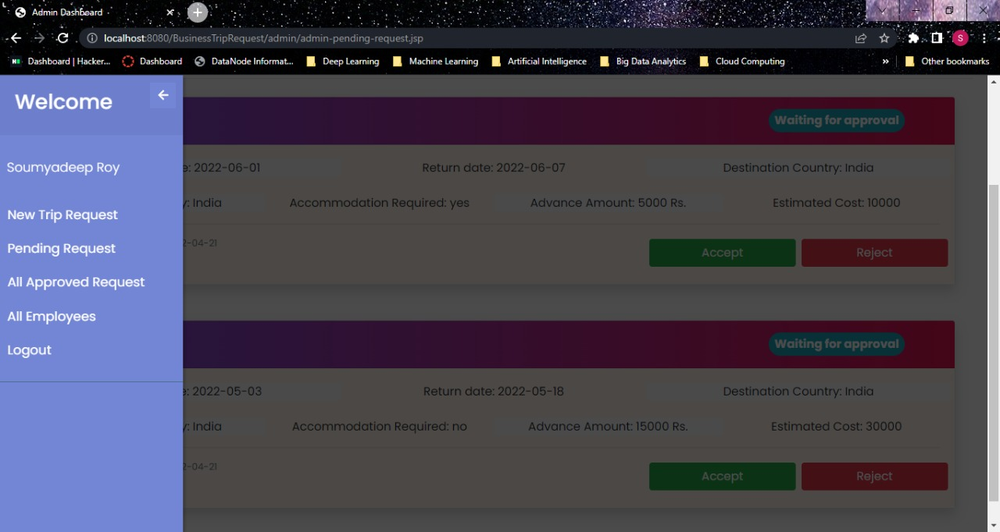 Admin Dashboard
localhost:8080/BusinessTripRequest/admin/admin-pending-request.jsp
S
Dashboard | Hacker... Dashboard DataNode Informat... Deep Learning Machine Learning Artificial Intelligence Big Data Analytics Cloud Computing » Other bookmarks
Welcome
Waiting for approval
Soumyadeep Roy
e: 2022-06-01 Return date: 2022-06-07 Destination Country: India
y: India Accommodation Required: yes Advance Amount: 5000 Rs. Estimated Cost: 10000
New Trip Request
2-04-21
Pending Request
Accept Reject
All Approved Request
All Employees
Logout
Waiting for approval
e: 2022-05-03 Return date: 2022-05-18 Destination Country: India
y: India Accommodation Required: no Advance Amount: 15000 Rs. Estimated Cost: 30000
2-04-21
Accept Reject